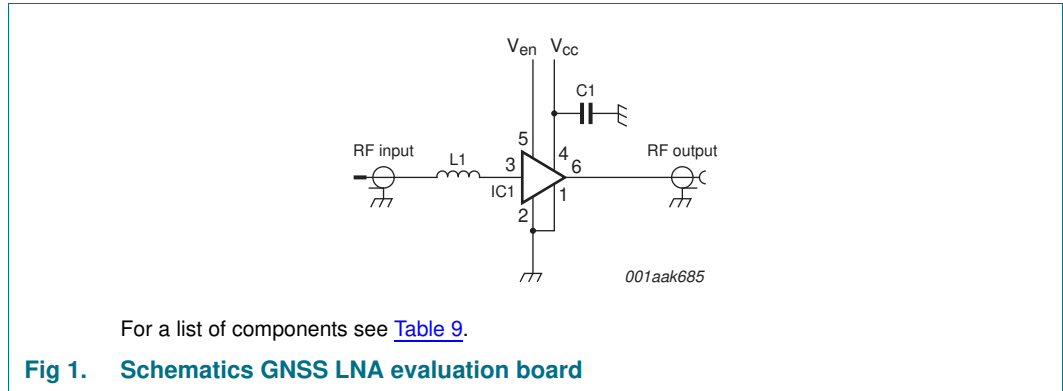 Ven Vcc
C1
5
4
RF input
L1
3
6
RF output
IC1
1
2
001aak685
For a list of components see Table 9.
Fig 1. Schematics GNSS LNA evaluation board